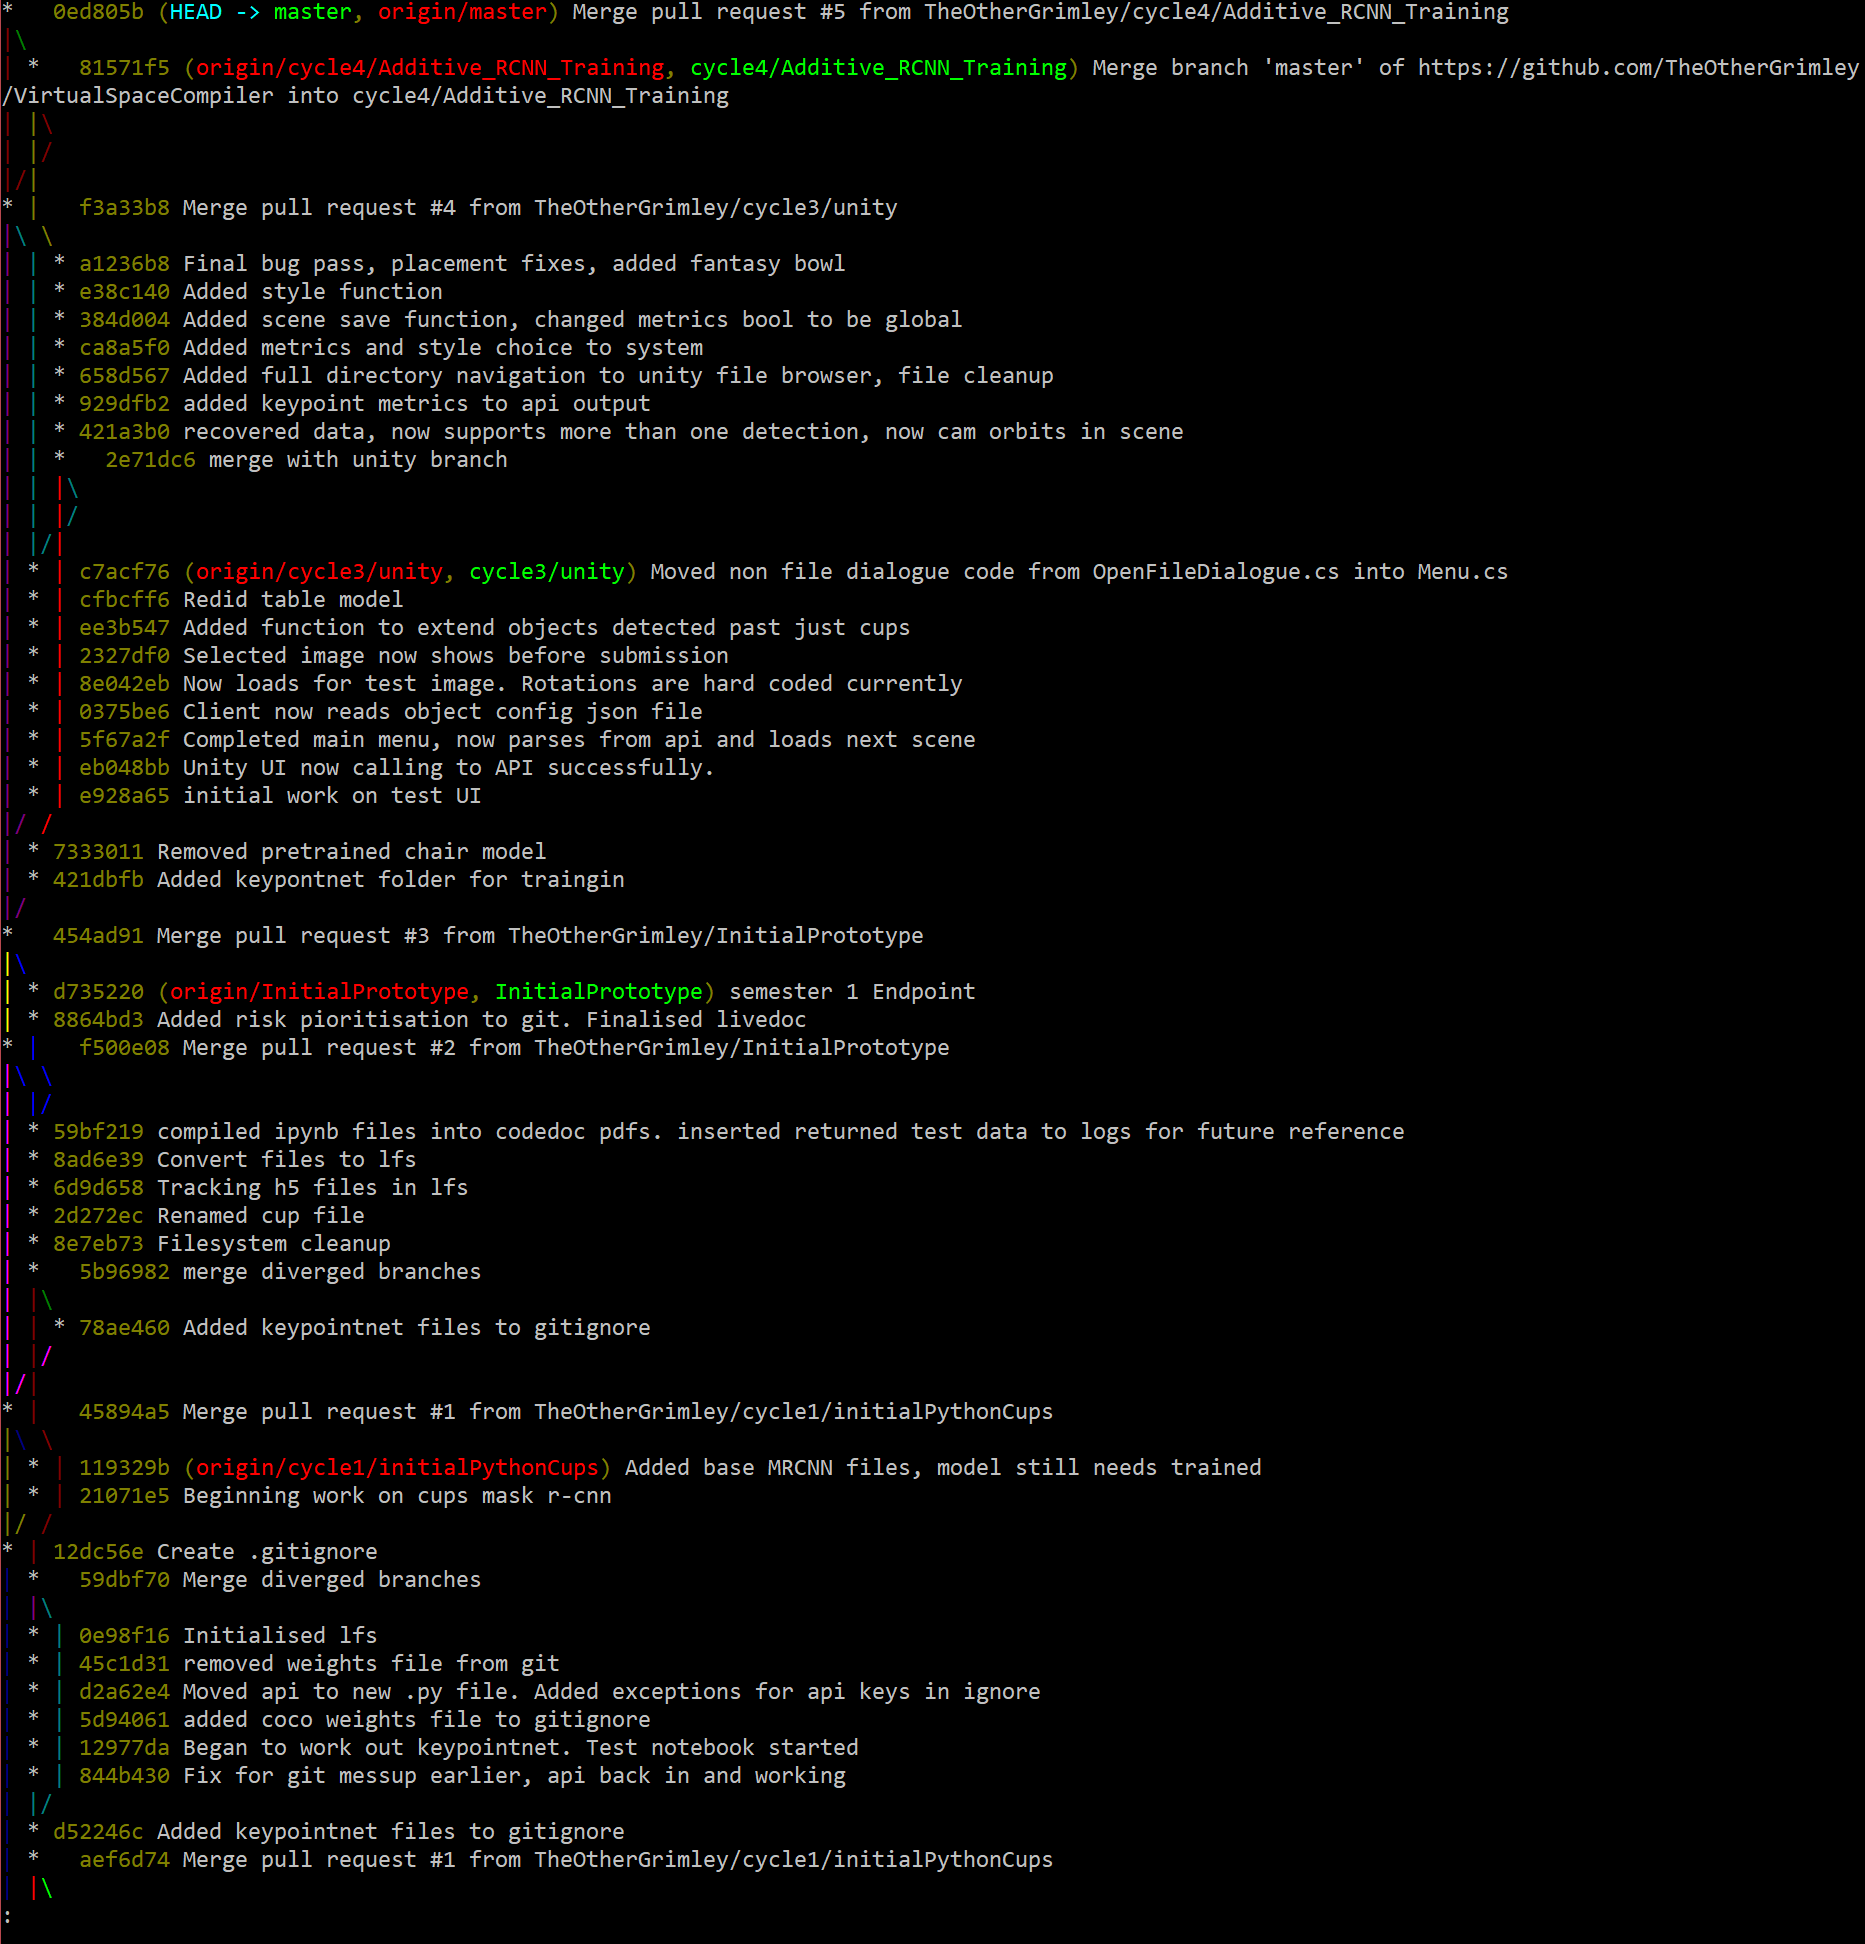 *   0ed805b (HEAD -> master, origin/master) Merge pull request #5 from TheOtherGrimley/cycle4/Additive_RCNN_Training
|\
| *   81571f5 (origin/cycle4/Additive_RCNN_Training, cycle4/Additive_RCNN_Training) Merge branch 'master' of https://github.com/TheOtherGrimley
/VirtualSpaceCompiler into cycle4/Additive_RCNN_Training
| |\
| |/
|/|
* |   f3a33b8 Merge pull request #4 from TheOtherGrimley/cycle3/unity
|\ \
| | * a1236b8 Final bug pass, placement fixes, added fantasy bowl
| | * e38c140 Added style function
| | * 384d004 Added scene save function, changed metrics bool to be global
| | * ca8a5f0 Added metrics and style choice to system
| | * 658d567 Added full directory navigation to unity file browser, file cleanup
| | * 929dfb2 added keypoint metrics to api output
| | * 421a3b0 recovered data, now supports more than one detection, now cam orbits in scene
| | *   2e71dc6 merge with unity branch
| | |\
| | |/
| |/|
| * | c7acf76 (origin/cycle3/unity, cycle3/unity) Moved non file dialogue code from OpenFileDialogue.cs into Menu.cs
| * | cfbcff6 Redid table model
| * | ee3b547 Added function to extend objects detected past just cups
| * | 2327df0 Selected image now shows before submission
| * | 8e042eb Now loads for test image. Rotations are hard coded currently
| * | 0375be6 Client now reads object config json file
| * | 5f67a2f Completed main menu, now parses from api and loads next scene
| * | eb048bb Unity UI now calling to API successfully.
| * | e928a65 initial work on test UI
|/ /
| * 7333011 Removed pretrained chair model
| * 421dbfb Added keypontnet folder for traingin
|/
*   454ad91 Merge pull request #3 from TheOtherGrimley/InitialPrototype
|\
| * d735220 (origin/InitialPrototype, InitialPrototype) semester 1 Endpoint
| * 8864bd3 Added risk pioritisation to git. Finalised livedoc
* |   f500e08 Merge pull request #2 from TheOtherGrimley/InitialPrototype
|\ \
| |/
| * 59bf219 compiled ipynb files into codedoc pdfs. inserted returned test data to logs for future reference
| * 8ad6e39 Convert files to lfs
| * 6d9d658 Tracking h5 files in lfs
| * 2d272ec Renamed cup file
| * 8e7eb73 Filesystem cleanup
| *   5b96982 merge diverged branches
| |\
| | * 78ae460 Added keypointnet files to gitignore
| |/
|/|
* |   45894a5 Merge pull request #1 from TheOtherGrimley/cycle1/initialPythonCups
|\ \
| * | 119329b (origin/cycle1/initialPythonCups) Added base MRCNN files, model still needs trained
| * | 21071e5 Beginning work on cups mask r-cnn
|/ /
* | 12dc56e Create .gitignore
| *   59dbf70 Merge diverged branches
| |\
| * | 0e98f16 Initialised lfs
| * | 45c1d31 removed weights file from git
| * | d2a62e4 Moved api to new .py file. Added exceptions for api keys in ignore
| * | 5d94061 added coco weights file to gitignore
| * | 12977da Began to work out keypointnet. Test notebook started
| * | 844b430 Fix for git messup earlier, api back in and working
| |/
| * d52246c Added keypointnet files to gitignore
| *   aef6d74 Merge pull request #1 from TheOtherGrimley/cycle1/initialPythonCups
| |\
: